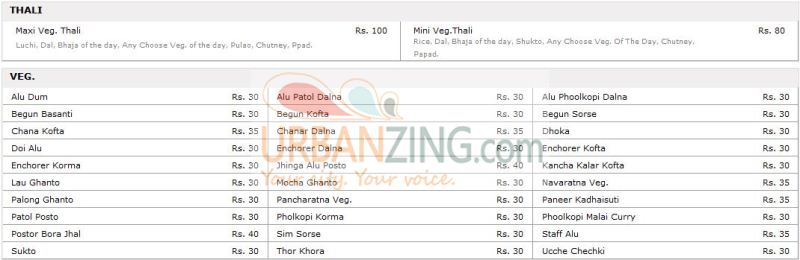 THALI
Maxi Veg. Thali Rs. 100 Mini Veg.Thali Rs. 80
Luchi, Dal, Bhaja of the day, Any Choose Veg. of the day, Pulao, Chutney, Ppad. Rice, Dal, Bhaja of the day, Shukto, Any Choose Veg. Of The Day, Chutney.
Papad.
VEG.
Alu Dum Rs. 30 Alu Patol Dalna Rs. 30 Alu Phoolkopi Dalna Rs. 30
Begun Basanti Rs. 30 Begun Kofta Rs. 30 Begun Sorse Rs. 30
Chana Kofta Rs. 35 Chanar Dalna Rs. 35 Dhoka Rs. 30
Doi Alu Rs. 30 Enchorer Dalna Rs. 30 Enchorer Kofta Rs. 30
Enchorer Korma Rs. 30 Jhinga Alu Posto Rs. 40 Kancha Kalar Kofta Rs. 30
Lau Ghanto Rs. 30 Mocha Ghanto Rs. 30 Navaratna Veg. Rs. 35
Palong Ghanto Rs. 30 Pancharatna Veg. Rs. 30 Paneer Kadhaisuti Rs. 35
Patol Posto Rs. 30 Pholkopi Korma Rs. 30 Phoolkopi Malai Curry Rs. 30
Postor Bora Jhal Rs. 40 Sim Sorse Rs. 30 Staff Alu Rs. 35
Sukto Rs. 30 Thor Khora Rs. 30 Ucche Chechki Rs. 30
URBANZING.com
Your city. Your voice.